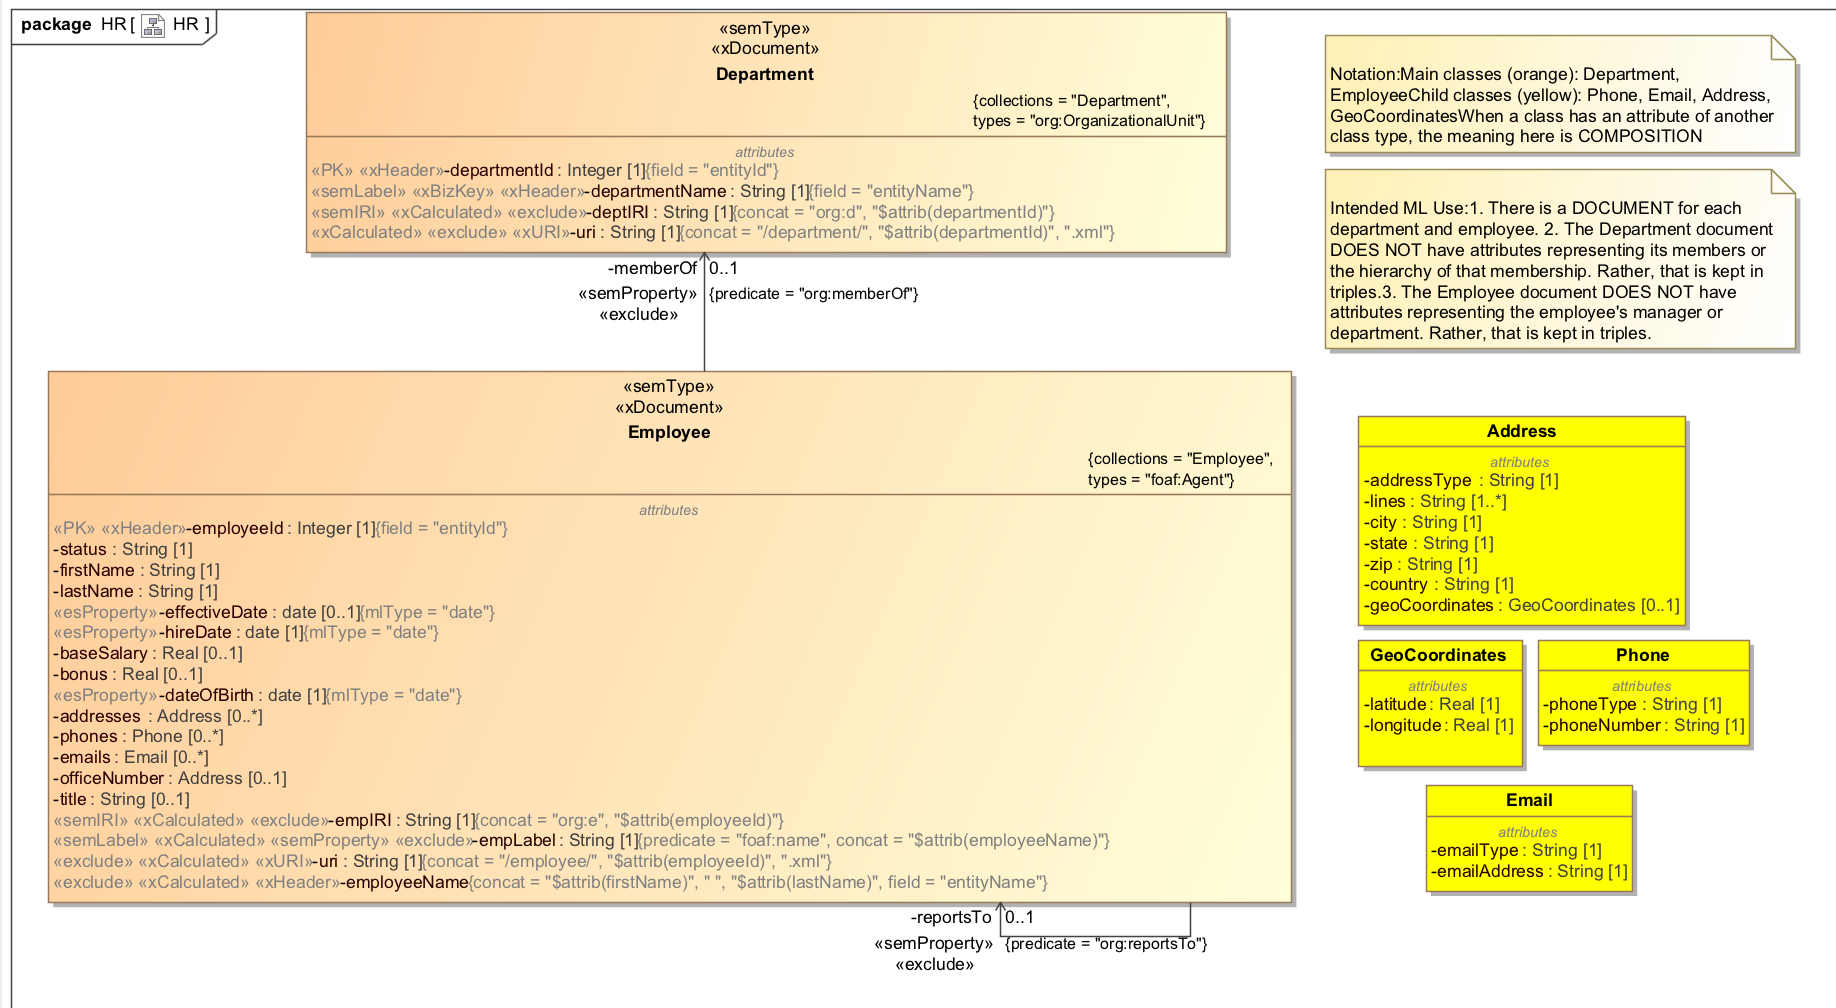 package HR [ HR ]
«semType»
«xDocument»
Department
{collections = "Department",
types = "org:OrganizationalUnit"}
attributes
«PK» «xHeader»-departmentId : Integer [1]{field = "entityId"}
«semLabel» «xBizKey» «xHeader»-departmentName : String [1]{field = "entityName"}
«semIRI» «xCalculated» «exclude»-deptIRI : String [1]{concat = "org:d", "$attrib(departmentId)"}
«xCalculated» «exclude» «xURI»-uri : String [1]{concat = "/department/", "$attrib(departmentId)", ".xml"}
-memberOf 0..1
«semProperty» {predicate = "org:memberOf"}
«exclude»
«semType»
«xDocument»
Employee
{collections = "Employee",
types = "foaf:Agent"}
attributes
«PK» «xHeader»-employeeId : Integer [1]{field = "entityId"}
-status : String [1]
-firstName : String [1]
-lastName : String [1]
«esProperty»-effectiveDate : date [0..1]{mlType = "date"}
«esProperty»-hireDate : date [1]{mlType = "date"}
-baseSalary : Real [0..1]
-bonus : Real [0..1]
«esProperty»-dateOfBirth : date [1]{mlType = "date"}
-addresses : Address [0..*]
-phones : Phone [0..*]
-emails : Email [0..*]
-officeNumber : Address [0..1]
-title : String [0..1]
«semIRI» «xCalculated» «exclude»-empIRI : String [1]{concat = "org:e", "$attrib(employeeId)"}
«semLabel» «xCalculated» «semProperty» «exclude»-empLabel : String [1]{predicate = "foaf:name", concat = "$attrib(employeeName)"}
«exclude» «xCalculated» «xURI»-uri : String [1]{concat = "/employee/", "$attrib(employeeId)", ".xml"}
«exclude» «xCalculated» «xHeader»-employeeName{concat = "$attrib(firstName)", " ", "$attrib(lastName)", field = "entityName"}
-reportsTo 0..1
«semProperty» {predicate = "org:reportsTo"}
«exclude»
Notation:Main classes (orange): Department,
EmployeeChild classes (yellow): Phone, Email, Address,
GeoCoordinatesWhen a class has an attribute of another
class type, the meaning here is COMPOSITION
Intended ML Use:1. There is a DOCUMENT for each
department and employee. 2. The Department document
DOES NOT have attributes representing its members or
the hierarchy of that membership. Rather, that is kept in
triples.3. The Employee document DOES NOT have
attributes representing the employee's manager or
department. Rather, that is kept in triples.
Address
attributes
-addressType : String [1]
-lines : String [1..*]
-city : String [1]
-state : String [1]
-zip : String [1]
-country : String [1]
-geoCoordinates : GeoCoordinates [0..1]
GeoCoordinates
attributes
-latitude : Real [1]
-longitude : Real [1]
Phone
attributes
-phoneType : String [1]
-phoneNumber : String [1]
Email
attributes
-emailType : String [1]
-emailAddress : String [1]